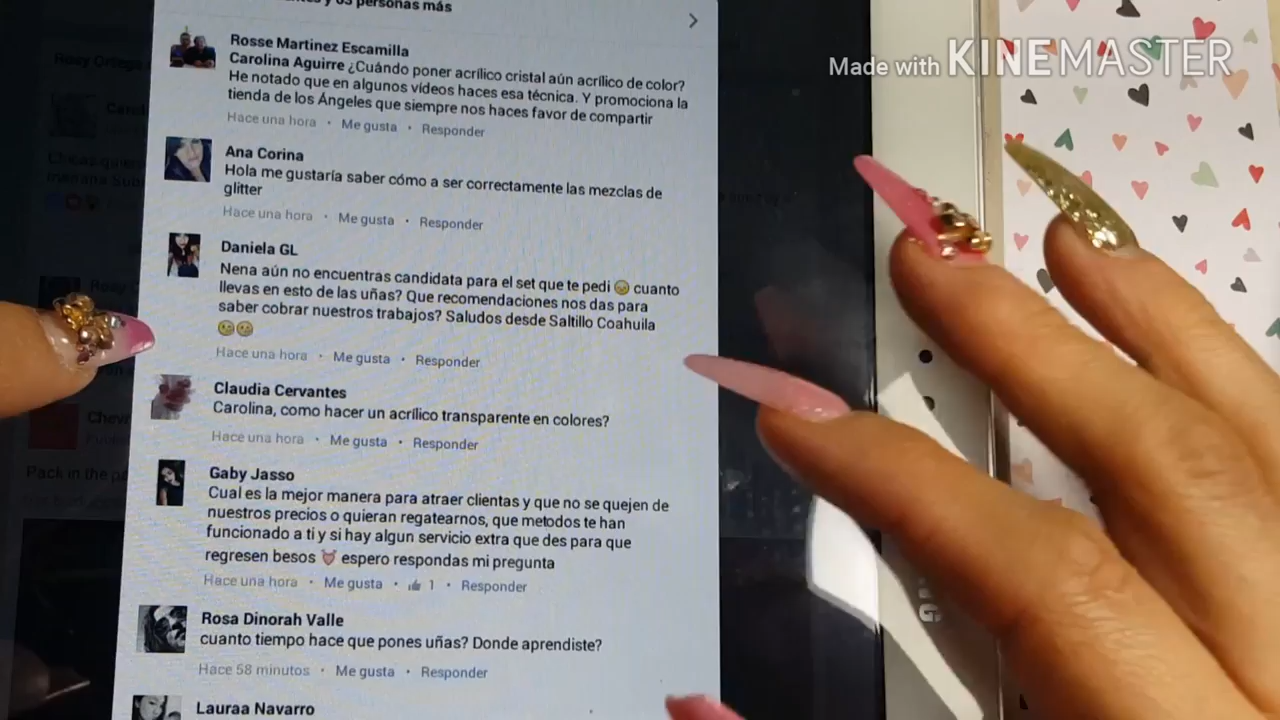 y 63 personas más
Made with KINEMASTER
Rosse Martinez Escamilla
Carolina Aguirre ¿Cuándo poner acrílico cristal aún acrílico de color?
He notado que en algunos vídeos haces esa técnica. Y promociona la
tienda de los Ángeles que siempre nos haces favor de compartir
Hace una hora · Me gusta · Responder
Ana Corina
Hola me gustaría saber cómo a ser correctamente las mezclas de
glitter
Hace una hora · Me gusta · Responder
Daniela GL
Nena aún no encuentras candidata para el set que te pedi 😢 cuanto
llevas en esto de las uñas? Que recomendaciones nos das para
saber cobrar nuestros trabajos? Saludos desde Saltillo Coahuila
Hace una hora · Me gusta · Responder
Claudia Cervantes
Carolina, como hacer un acrílico transparente en colores?
Hace una hora · Me gusta · Responder
Gaby Jasso
Cual es la mejor manera para atraer clientas y que no se quejen de
nuestros precios o quieran regatearnos, que metodos te han
funcionado a ti y si hay algun servicio extra que des para que
regresen besos espero respondas mi pregunta
Hace una hora · Me gusta · 1 · Responder
Rosa Dinorah Valle
cuanto tiempo hace que pones uñas? Donde aprendiste?
Hace 58 minutos · Me gusta · Responder
Lauraa Navarro
Pack in the